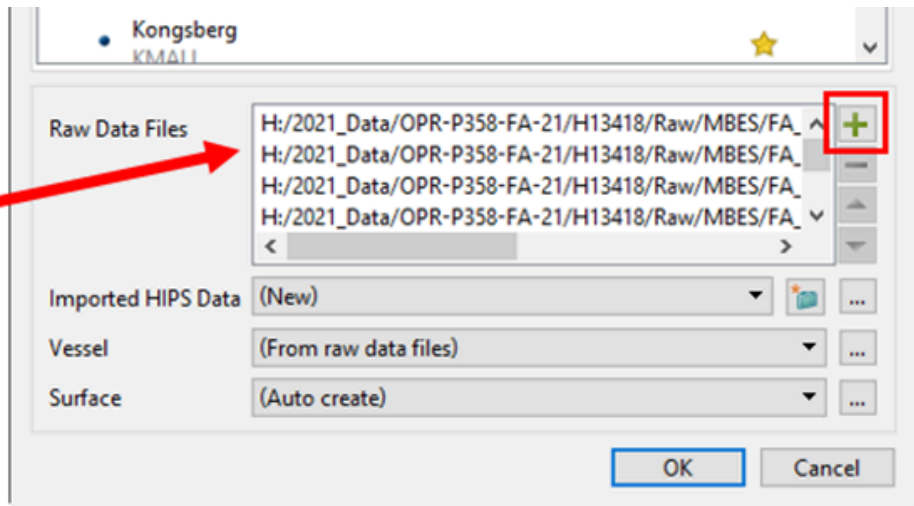 Kongsberg
KMALL
Raw Data Files
H:/2021_Data/OPR-P358-FA-21/H13418/Raw/MBES/FA_
H:/2021_Data/OPR-P358-FA-21/H13418/Raw/MBES/FA_
H:/2021_Data/OPR-P358-FA-21/H13418/Raw/MBES/FA_
H:/2021_Data/OPR-P358-FA-21/H13418/Raw/MBES/FA_
Imported HIPS Data (New) ...
Vessel (From raw data files) ...
Surface (Auto create) ...
OK Cancel